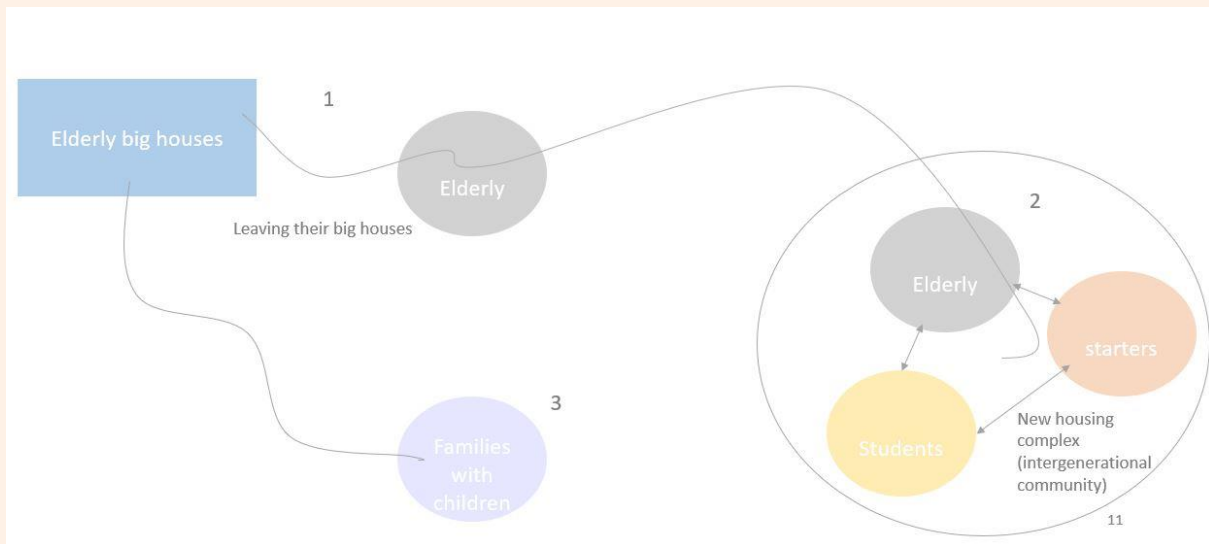 Elderly big houses
1
Elderly
Leaving their big houses
2
Elderly
starters
Students
New housing
complex
(intergenerational
community)
3
Families
with
children
11